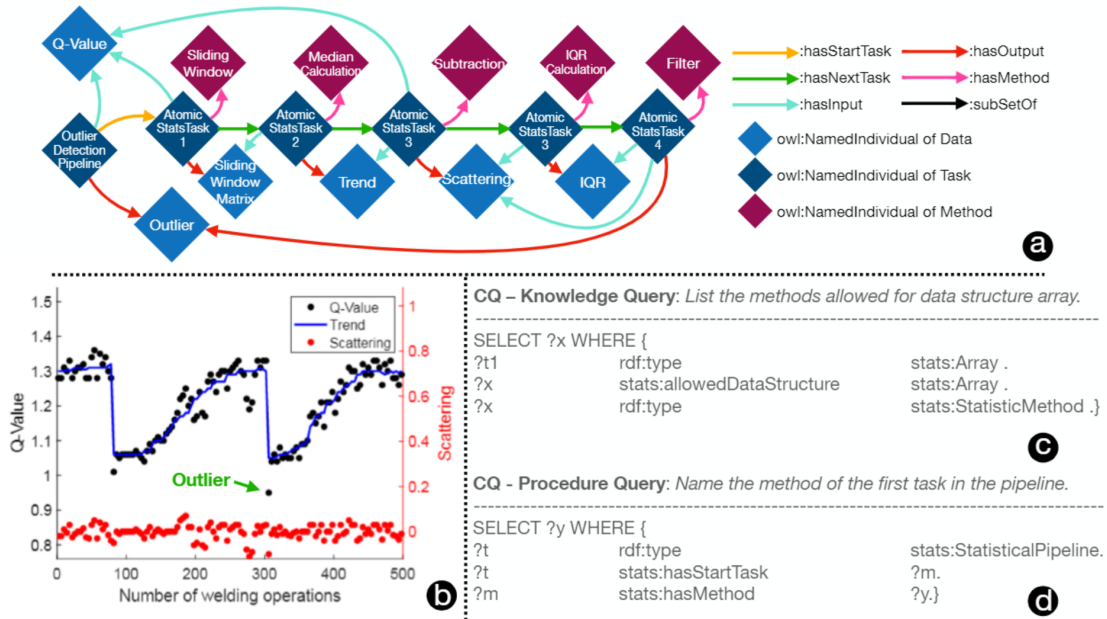 Q-Value
Sliding
Window
Median
Calculation
Subtraction
IQR
Calculation
Filter
Outlier
Detection
Pipeline
Atomic
StatsTask
1
Atomic
StatsTask
2
Atomic
StatsTask
3
Atomic
StatsTask
3
Atomic
StatsTask
4
Sliding
Window
Matrix
Trend
Scattering
IQR
Outlier
:hasStartTask
:hasOutput
:hasNextTask
:hasMethod
:hasInput
:subSetOf
owl:NamedIndividual of Data
owl:NamedIndividual of Task
owl:NamedIndividual of Method
a
1.5
1.4
1.3
1.2
1.1
1
0.9
0.8
Q-Value
Q-Value
Trend
Scattering
Outlier
1
0.8
0.6
0.4
0.2
0
Scattering
0 100 200 300 400 500
Number of welding operations
b
CQ – Knowledge Query: List the methods allowed for data structure array.
SELECT ?x WHERE {
?t1 rdf:type stats:Array .
?x stats:allowedDataStructure stats:Array .
?x rdf:type stats:StatisticMethod .}
c
CQ - Procedure Query: Name the method of the first task in the pipeline.
SELECT ?y WHERE {
?t rdf:type stats:StatisticalPipeline.
?t stats:hasStartTask ?m.
?m stats:hasMethod ?y.}
d